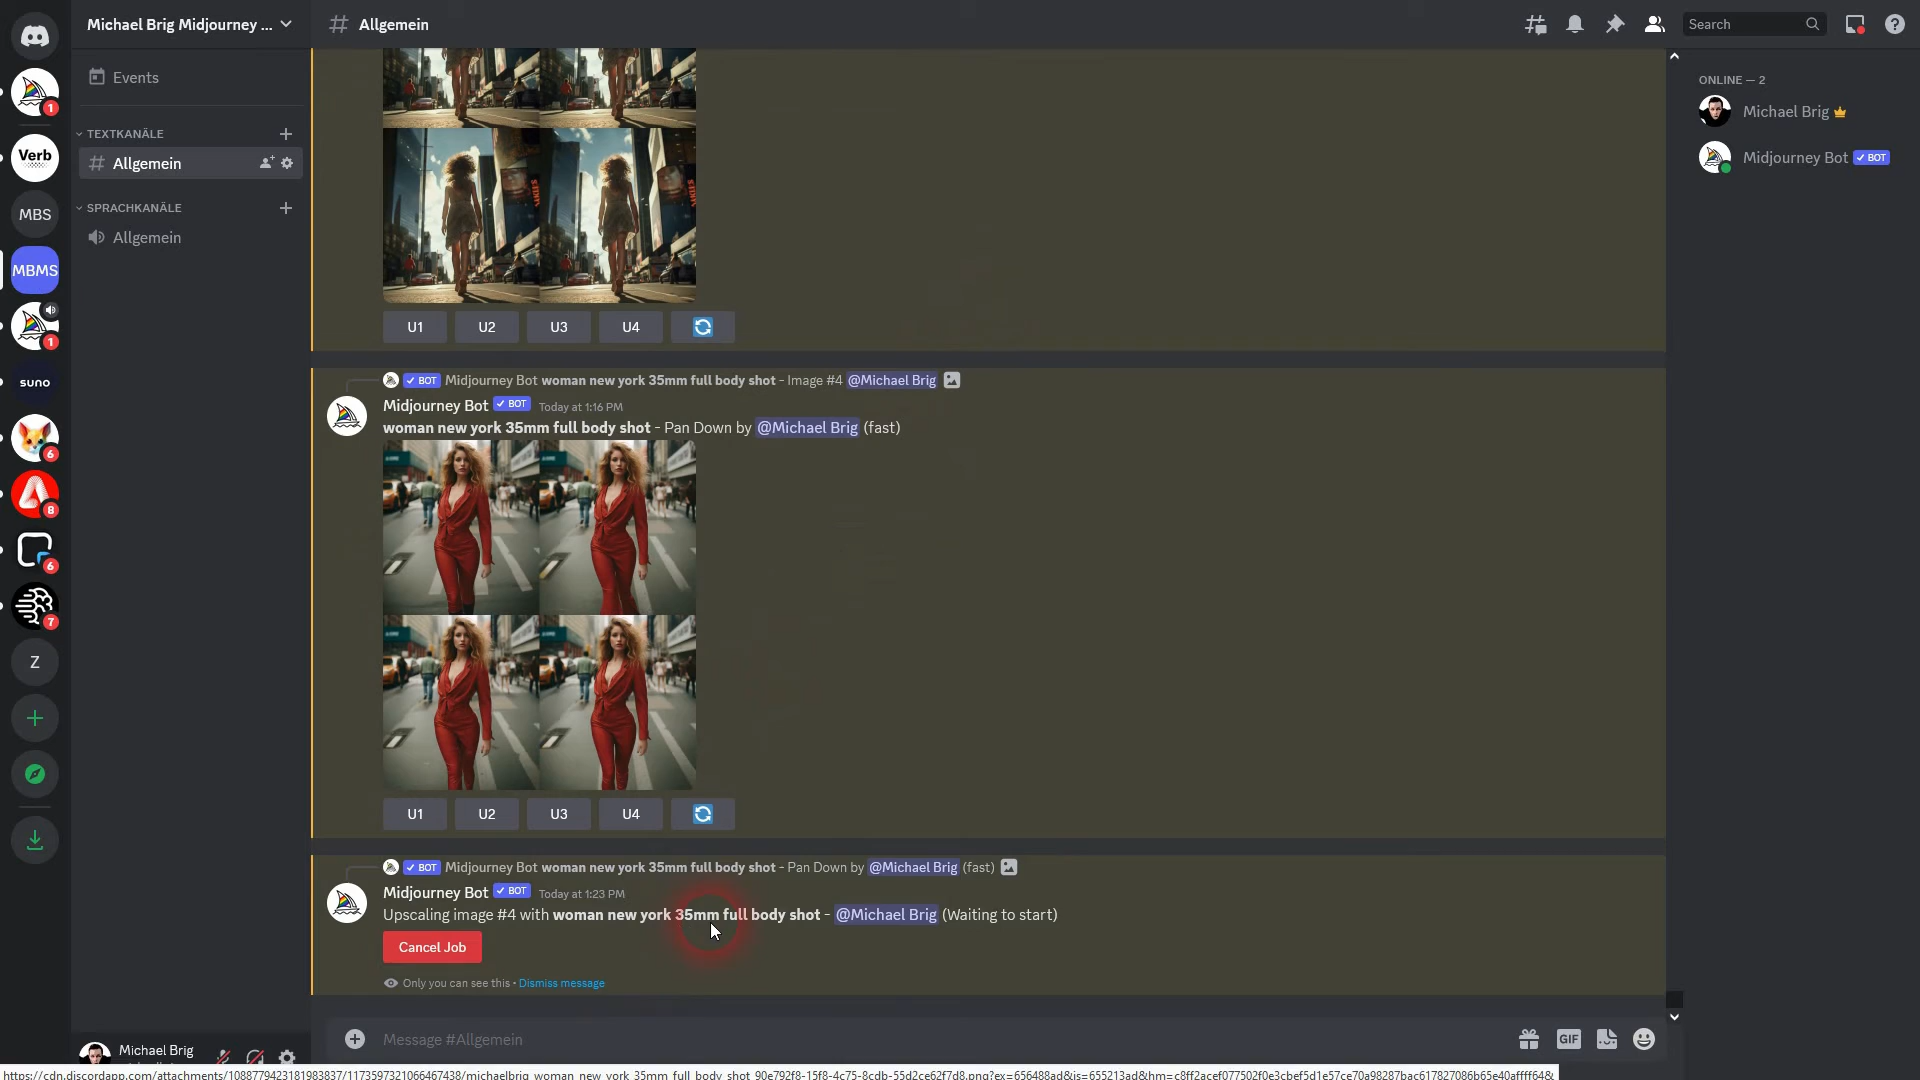 Michael Brig Midjourney ...
Allgemein
Search
1
Events
ONLINE — 2
Michael Brig
TEXTKANÄLE
Verb
Allgemein
Midjourney Bot BOT
MBS
SPRACHKANÄLE
Allgemein
MBMS
U1 U2 U3 U4
1
suno
BOT Midjourney Bot woman new york 35mm full body shot - Image #4 @Michael Brig
Midjourney Bot BOT Today at 1:16 PM
woman new york 35mm full body shot - Pan Down by @Michael Brig (fast)
6
8
6
7
Z
U1 U2 U3 U4
BOT Midjourney Bot woman new york 35mm full body shot - Pan Down by @Michael Brig (fast)
Midjourney Bot BOT Today at 1:23 PM
Upscaling image #4 with woman new york 35mm full body shot - @Michael Brig (Waiting to start)
Cancel Job
Only you can see this • Dismiss message
Message #Allgemein
GIF
Michael Brig